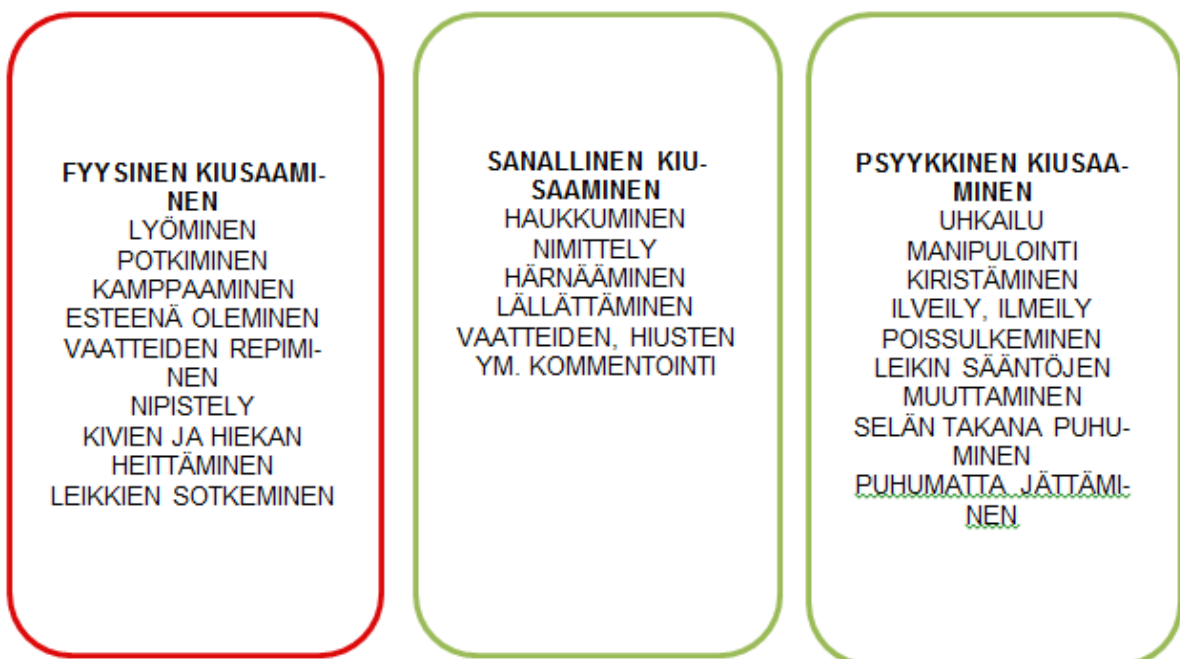 FYYSINEN KIUSAAMI-
NEN
LYÖMINEN
POTKIMINEN
KAMPPAAMINEN
ESTEENÄ OLEMINEN
VAATTEIDEN REPIMI-
NEN
NIPISTELY
KIVIEN JA HIEKAN
HEITTÄMINEN
LEIKKIEN SOTKEMINEN
SANALLINEN KIU-
SAAMINEN
HAUKKUMINEN
NIMITTELY
HÄRNÄÄMINEN
LÄLLÄTTÄMINEN
VAATTEIDEN, HIUSTEN
YM. KOMMENTOINTI
PSYYKKINEN KIUSAA-
MINEN
UHKAILU
MANIPULOINTI
KIRISTÄMINEN
ILVEILY, ILMEILY
POISSULKEMINEN
LEIKIN SÄÄNTÖJEN
MUUTTAMINEN
SELÄN TAKANA PUHU-
MINEN
PUHUMATTA JÄTTÄMI-
NEN